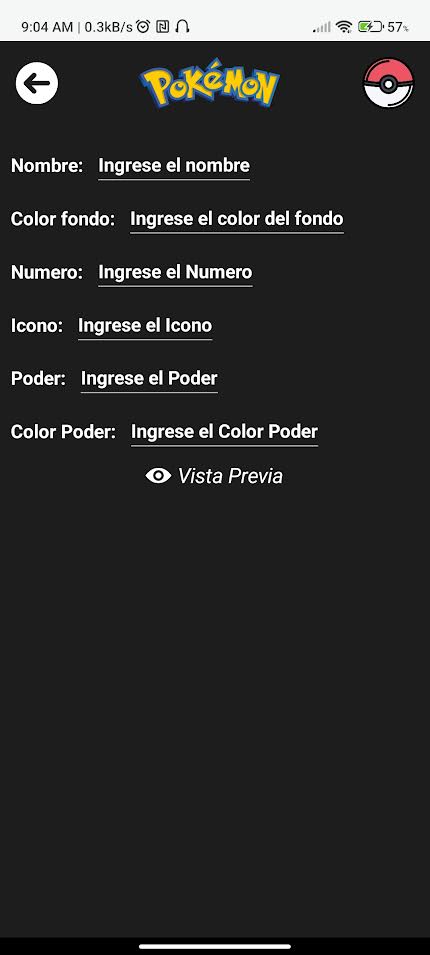 9:04 AM | 0.3kB/s
57%
POKéMON
Nombre: Ingrese el nombre
Color fondo: Ingrese el color del fondo
Numero: Ingrese el Numero
Icono: Ingrese el Icono
Poder: Ingrese el Poder
Color Poder: Ingrese el Color Poder
Vista Previa